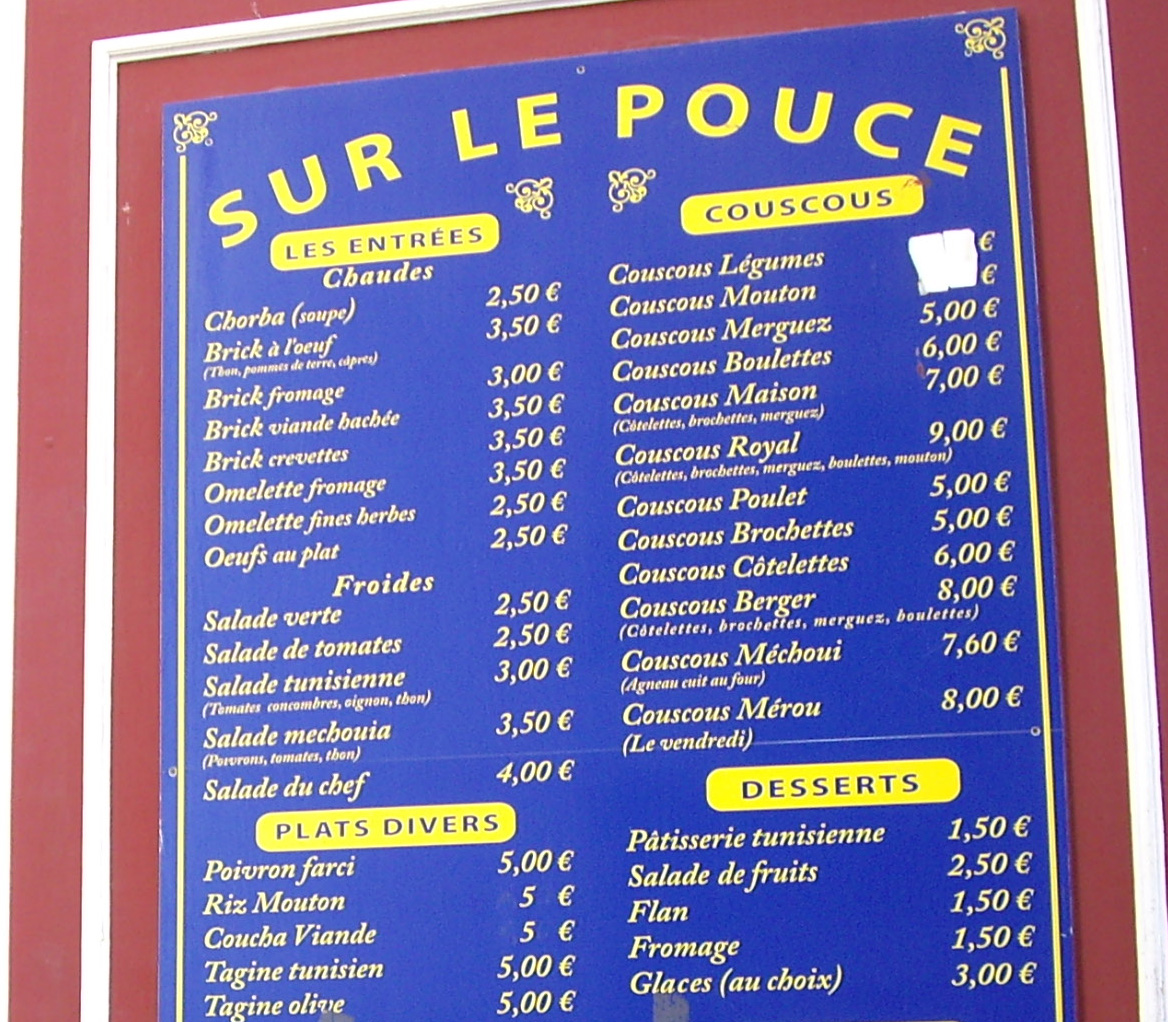 SUR LE POUCE
LES ENTRÉES
Chaudes
Chorba (soupe) 2,50 €
Brick à l'oeuf 3,50 €
(Thon, pommes de terre, câpres)
Brick fromage 3,00 €
Brick viande hachée 3,50 €
Brick crevettes 3,50 €
Omelette fromage 3,50 €
Omelette fines herbes 2,50 €
Oeufs au plat 2,50 €
Froides
Salade verte 2,50 €
Salade de tomates 2,50 €
Salade tunisienne 3,00 €
(Tomates concombres, oignon, thon)
Salade mechouia 3,50 €
(Poivrons, tomates, thon)
Salade du chef 4,00 €
PLATS DIVERS
Poivron farci 5,00 €
Riz Mouton 5 €
Coucha Viande 5 €
Tagine tunisien 5,00 €
Tagine olive 5,00 €
COUSCOUS
Couscous Légumes €
Couscous Mouton €
Couscous Merguez 5,00 €
Couscous Boulettes 6,00 €
Couscous Maison 7,00 €
(Côtelettes, brochettes, merguez)
Couscous Royal 9,00 €
(Côtelettes, brochettes, merguez, boulettes, mouton)
Couscous Poulet 5,00 €
Couscous Brochettes 5,00 €
Couscous Côtelettes 6,00 €
Couscous Berger 8,00 €
(Côtelettes, brochettes, merguez, boulettes)
Couscous Méchoui 7,60 €
(Agneau cuit au four)
Couscous Mérou 8,00 €
(Le vendredi)
DESSERTS
Pâtisserie tunisienne 1,50 €
Salade de fruits 2,50 €
Flan 1,50 €
Fromage 1,50 €
Glaces (au choix) 3,00 €